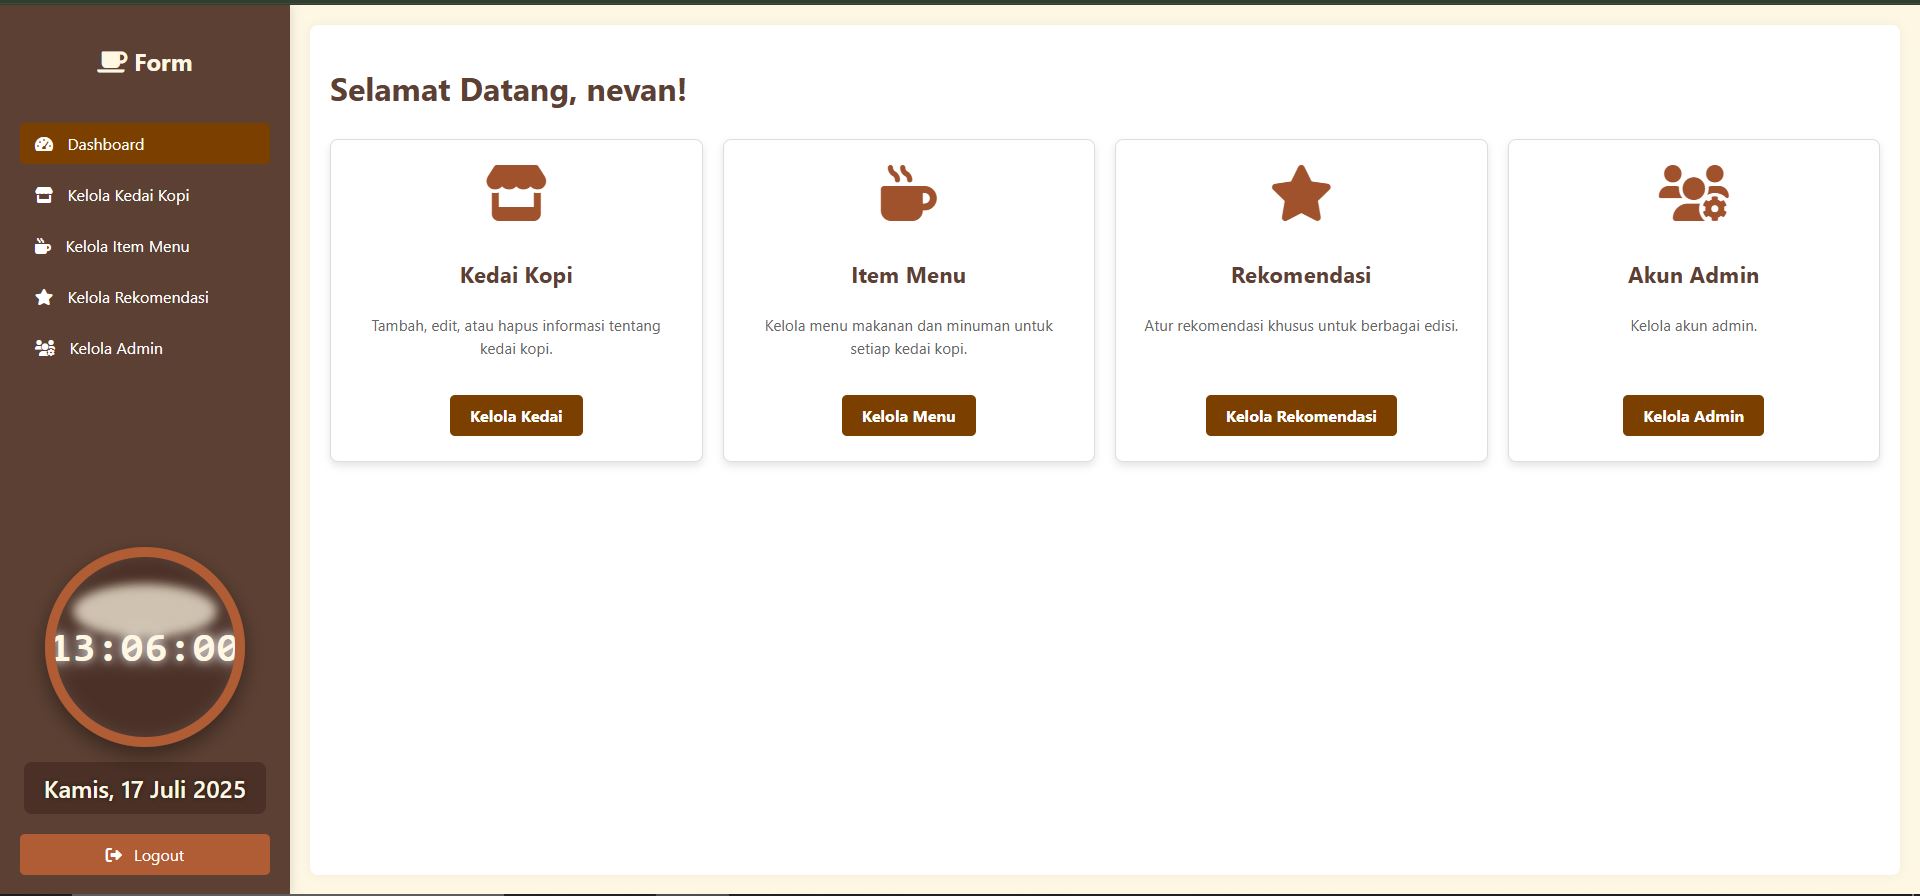 Form
Dashboard
Kelola Kedai Kopi
Kelola Item Menu
Kelola Rekomendasi
Kelola Admin
13:06:00
Kamis, 17 Juli 2025
Logout
Selamat Datang, nevan!
Kedai Kopi
Tambah, edit, atau hapus informasi tentang
kedai kopi.
Kelola Kedai
Item Menu
Kelola menu makanan dan minuman untuk
setiap kedai kopi.
Kelola Menu
Rekomendasi
Atur rekomendasi khusus untuk berbagai edisi.
Kelola Rekomendasi
Akun Admin
Kelola akun admin.
Kelola Admin